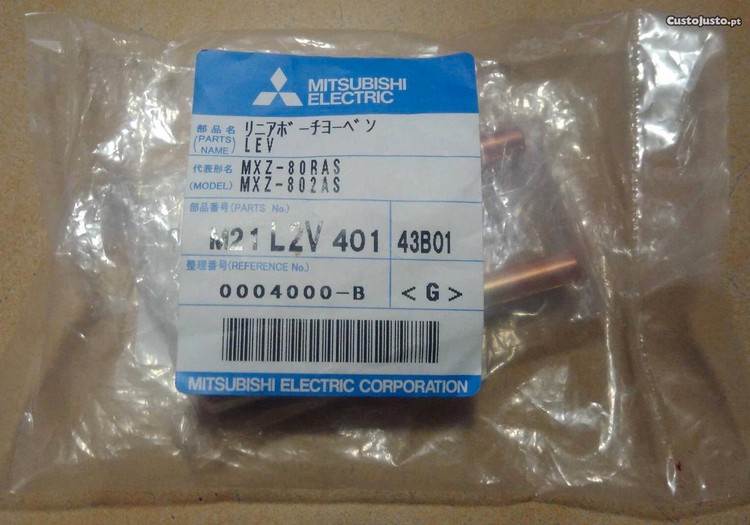 CustoJusto.pt
MITSUBISHI
ELECTRIC
部品名
(PARTS NAME)
リニアボーチヨーベン
LEV
代表形名
(MODEL)
MXZ-80RAS
MXZ-802AS
部品番号(PARTS No.)
M21 L2V 401 43B01
整理番号(REFERENCE No.)
0004000-B <G>
MITSUBISHI ELECTRIC CORPORATION